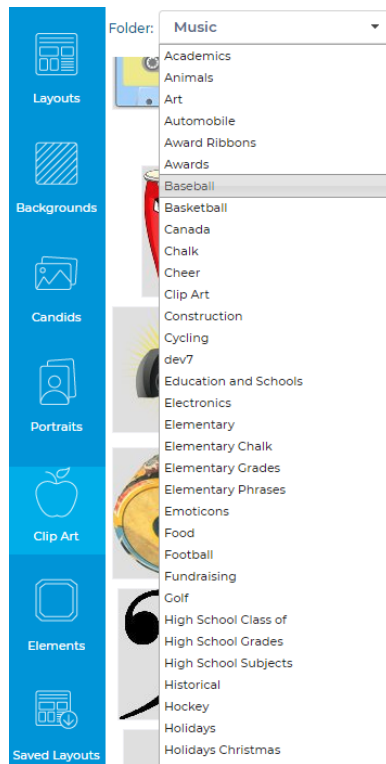 Folder: Music
Academics
Animals
Art
Automobile
Award Ribbons
Awards
Baseball
Basketball
Canada
Chalk
Cheer
Clip Art
Construction
Cycling
dev7
Education and Schools
Electronics
Elementary
Elementary Chalk
Elementary Grades
Elementary Phrases
Emoticons
Food
Football
Fundraising
Golf
High School Class of
High School Grades
High School Subjects
Historical
Hockey
Holidays
Holidays Christmas
Layouts
Backgrounds
Candids
Portraits
Clip Art
Elements
Saved Layouts